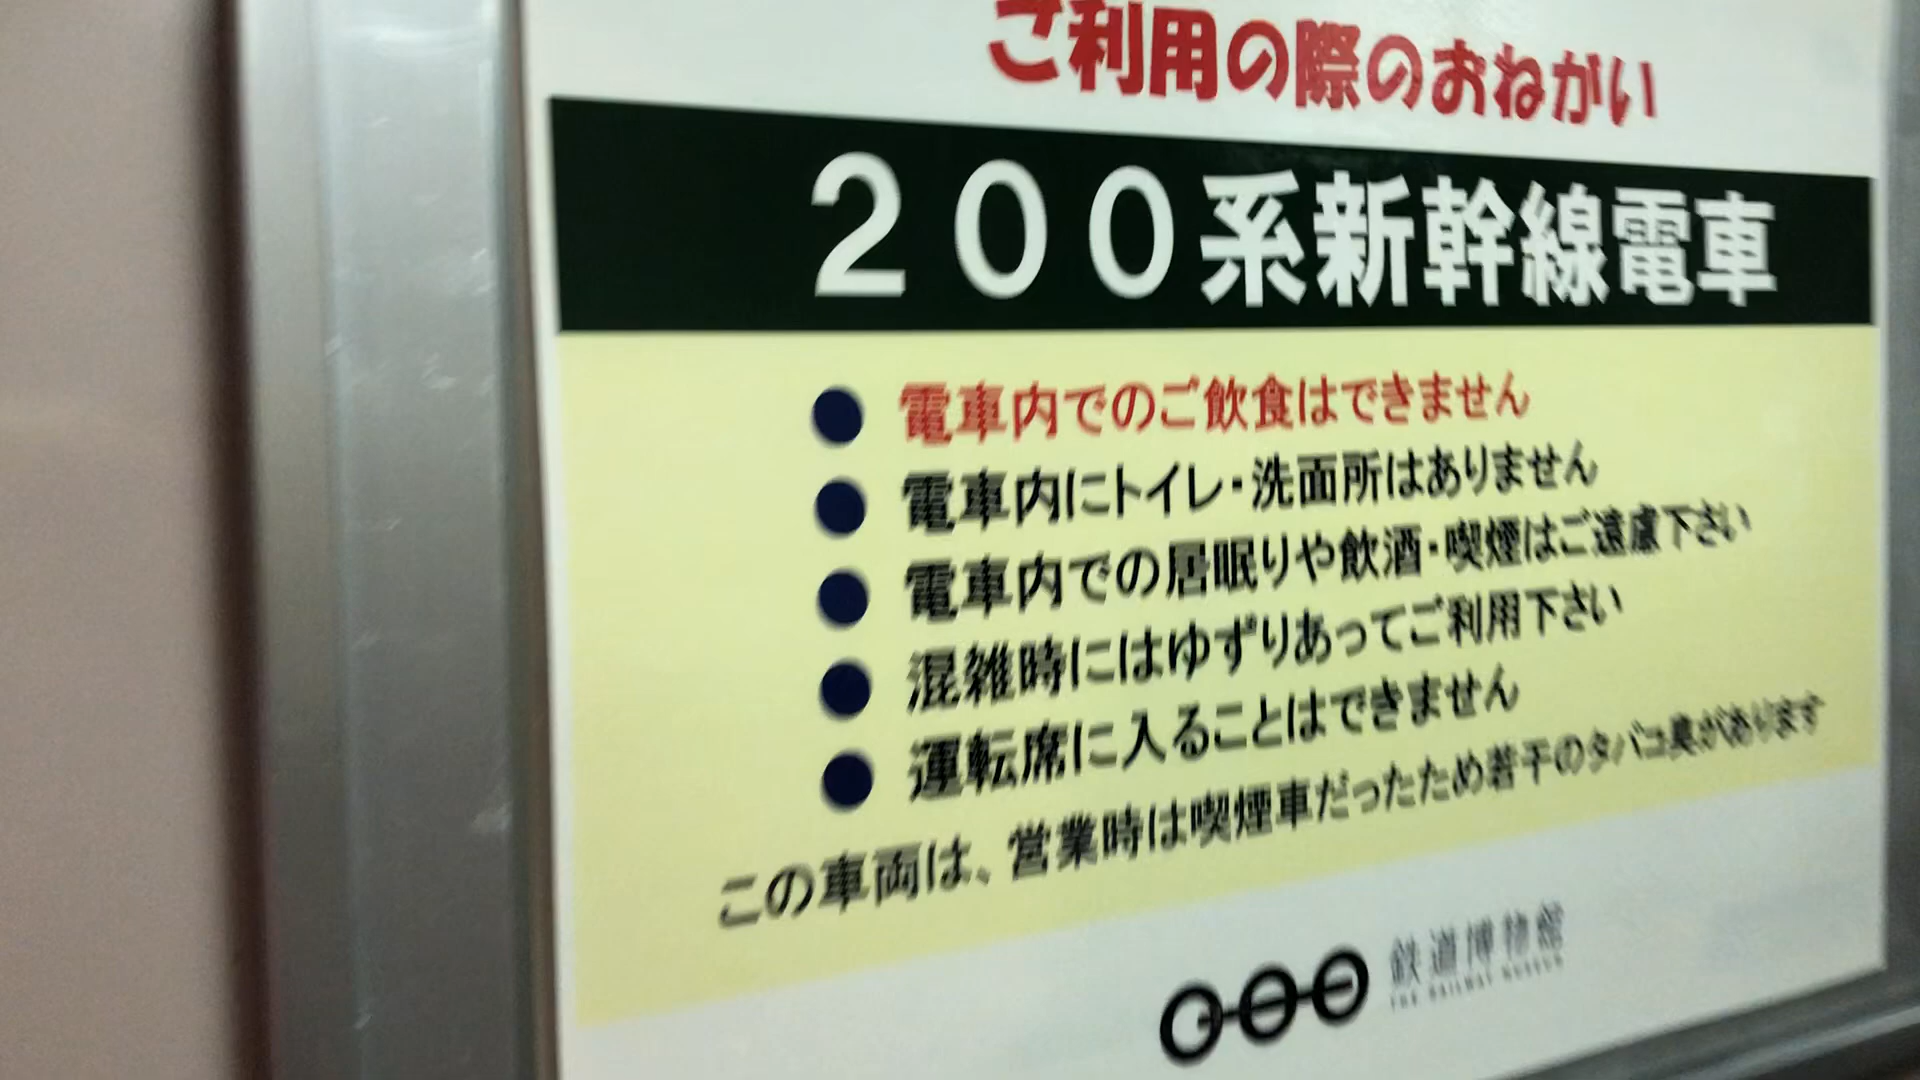 ご利用の際のおねがい
２００系新幹線電車
● 電車内でのご飲食はできません
● 電車内にトイレ・洗面所はありません
● 電車内での居眠りや飲酒・喫煙はご遠慮下さい
● 混雑時にはゆずりあってご利用下さい
● 運転席に入ることはできません
この車両は、営業時は喫煙車だったため若干のタバコ臭があります
鉄道博物館
THE RAILWAY MUSEUM